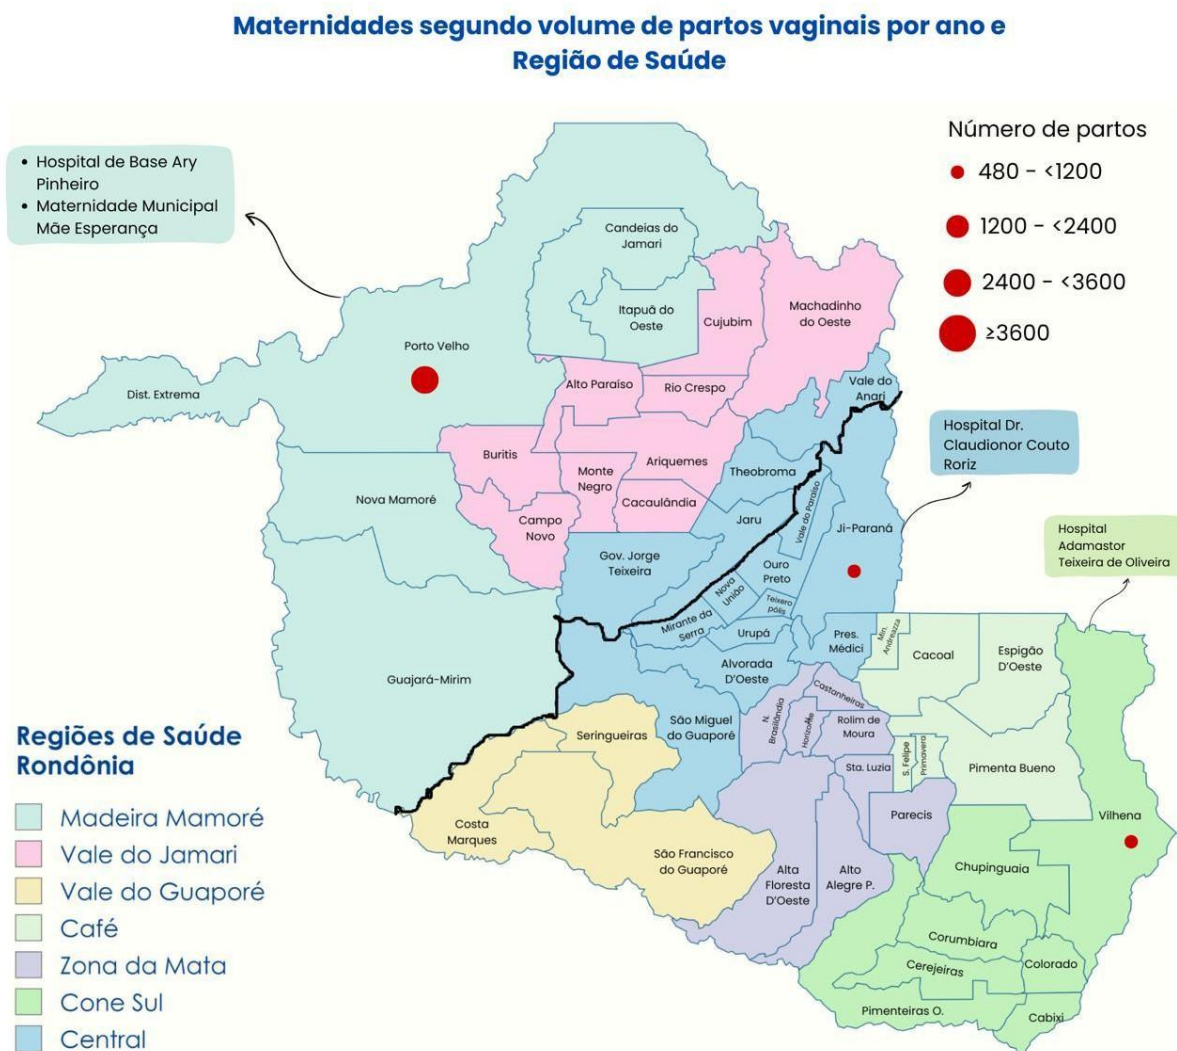 Maternidades segundo volume de partos vaginais por ano e
Região de Saúde
• Hospital de Base Ary
Pinheiro
• Maternidade Municipal
Mãe Esperança
Número de partos
480 - <1200
1200 - <2400
2400 - <3600
≥3600
Candeias do
Jamari
Itapuã do
Oeste
Cujubim
Machadinho
do Oeste
Porto Velho
Dist. Extrema
Alto Paraíso
Rio Crespo
Vale do
Anari
Hospital Dr.
Claudionor Couto
Roriz
Buritis
Monte
Negro
Ariquemes
Theobroma
Nova Mamoré
Cacaulândia
Campo
Novo
Jaru
Vale do Paraíso
Ji-Paraná
Hospital
Adamastor
Teixeira de Oliveira
Gov. Jorge
Teixeira
Ouro
Preto
Nova
União
Teixero
pólis
Mirante da
Serra
Urupá
Pres.
Médici
Min.
Andreazza
Cacoal
Espigão
D'Oeste
Alvorada
D'Oeste
Guajará-Mirim
Castanheiras
N.
Brasilândia
N.
Horizonte
Rolim de
Moura
São Miguel
do Guaporé
Seringueiras
Sta. Luzia
S. Felipe
Primavera
Pimenta Bueno
Parecis
Vilhena
Costa
Marques
São Francisco
do Guaporé
Alta
Floresta
D'Oeste
Alto
Alegre P.
Chupinguaia
Corumbiara
Cerejeiras
Colorado
Pimenteiras O.
Cabixi
Regiões de Saúde
Rondônia
Madeira Mamoré
Vale do Jamari
Vale do Guaporé
Café
Zona da Mata
Cone Sul
Central